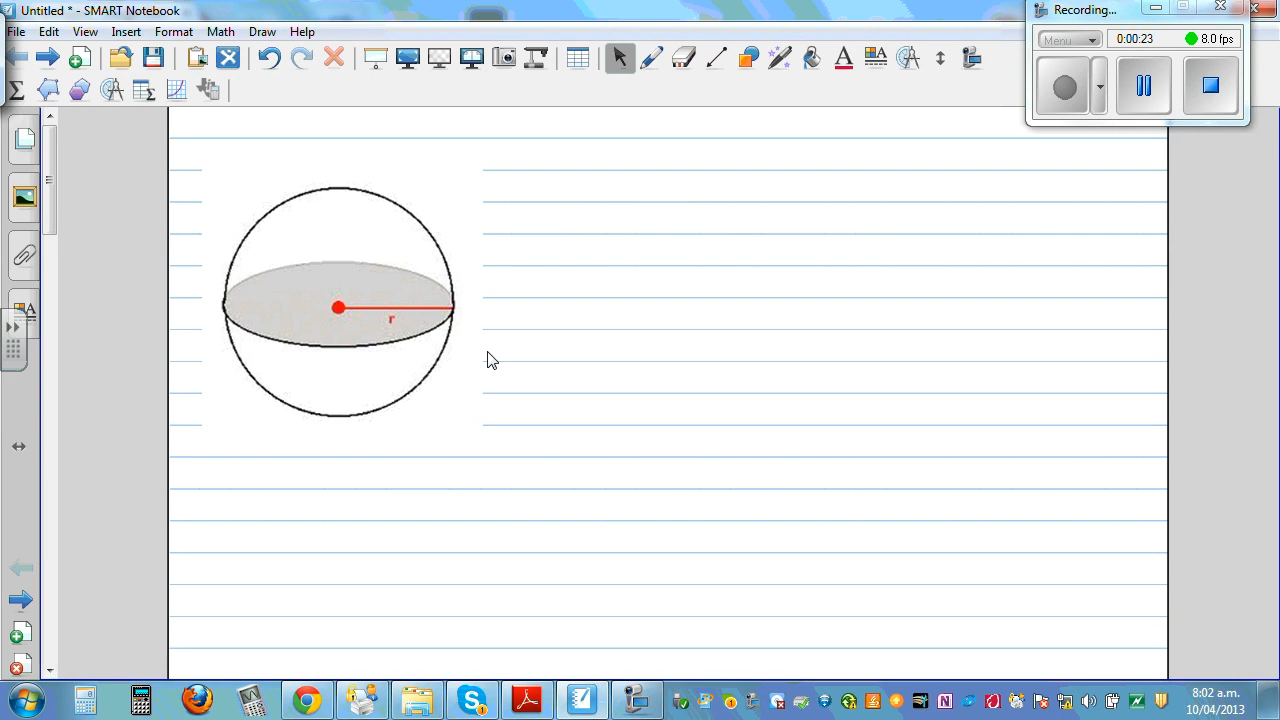 Untitled * - SMART Notebook
Recording...
File Edit View Insert Format Math Draw Help
Menu
0:00:23
8.0 fps
r
8:02 a.m.
10/04/2013